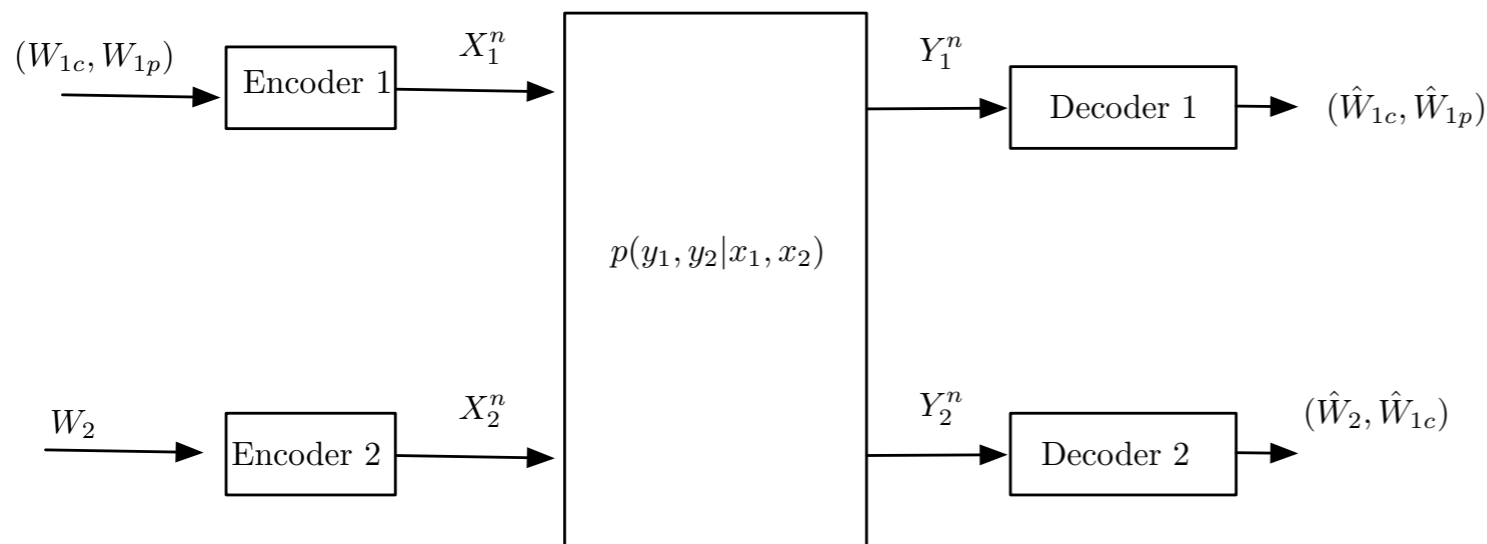 (W_{1c}, W_{1p})
Encoder 1
X_1^n
p(y_1, y_2|x_1, x_2)
Y_1^n
Decoder 1
(\hat{W}_{1c}, \hat{W}_{1p})
W_2
Encoder 2
X_2^n
Y_2^n
Decoder 2
(\hat{W}_2, \hat{W}_{1c})